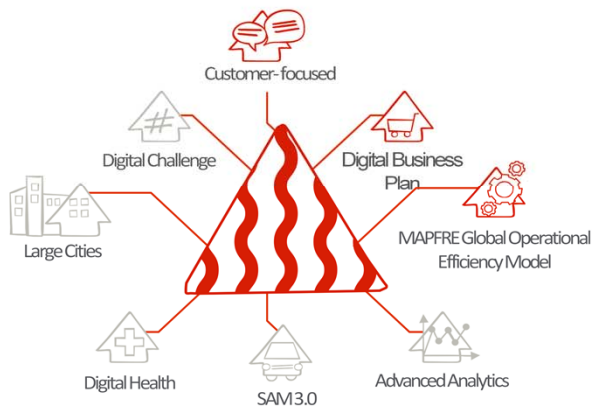 Customer-focused
Digital Challenge
Digital Business
Plan
Large Cities
MAPFRE Global Operational
Efficiency Model
Digital Health
SAM 3.0
Advanced Analytics